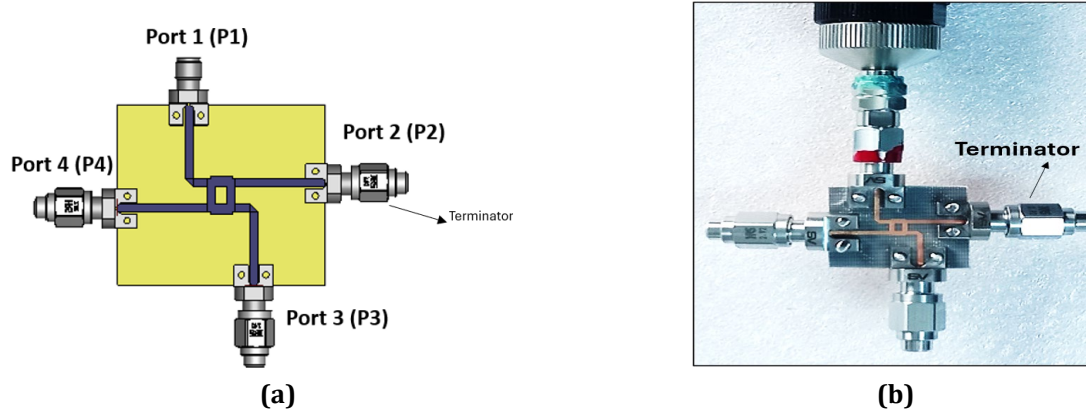 Port 1 (P1)
Port 2 (P2)
Port 4 (P4)
Terminator
Port 3 (P3)
(a)
Terminator
(b)